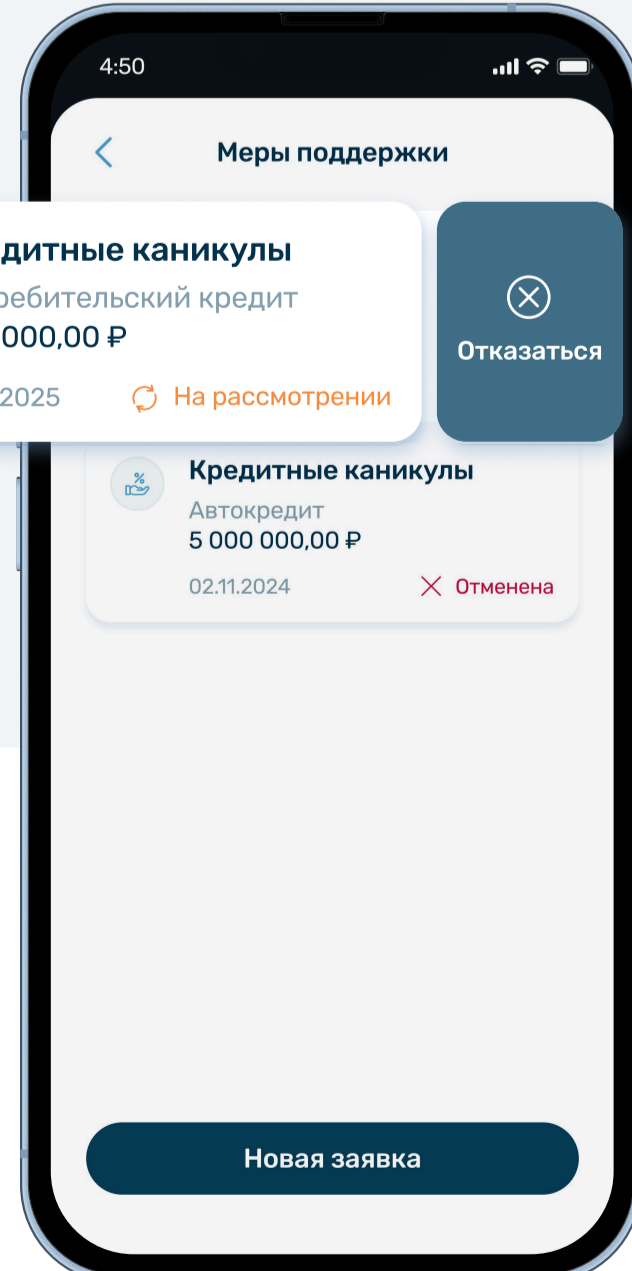 4:50
Меры поддержки
дитные каникулы
ребительский кредит
000,00 ₽
2025
На рассмотрении
Отказаться
Кредитные каникулы
Автокредит
5 000 000,00 ₽
02.11.2024
Отменена
Новая заявка